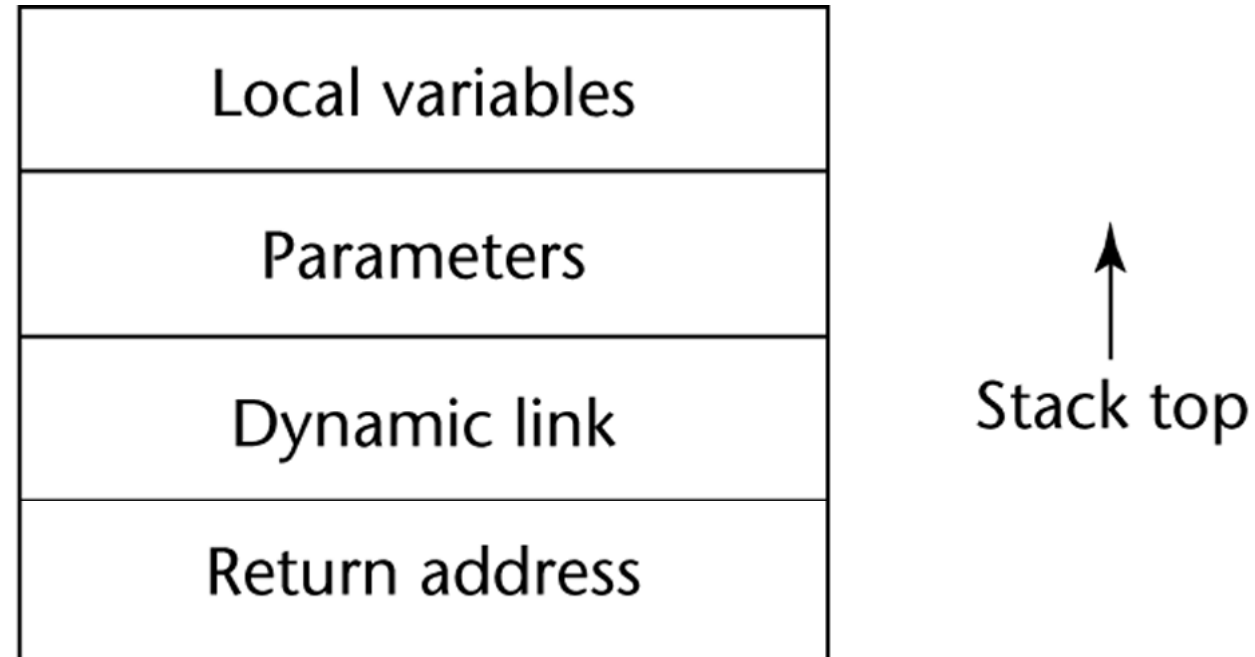 Local variables
Parameters
Dynamic link
Return address
Stack top